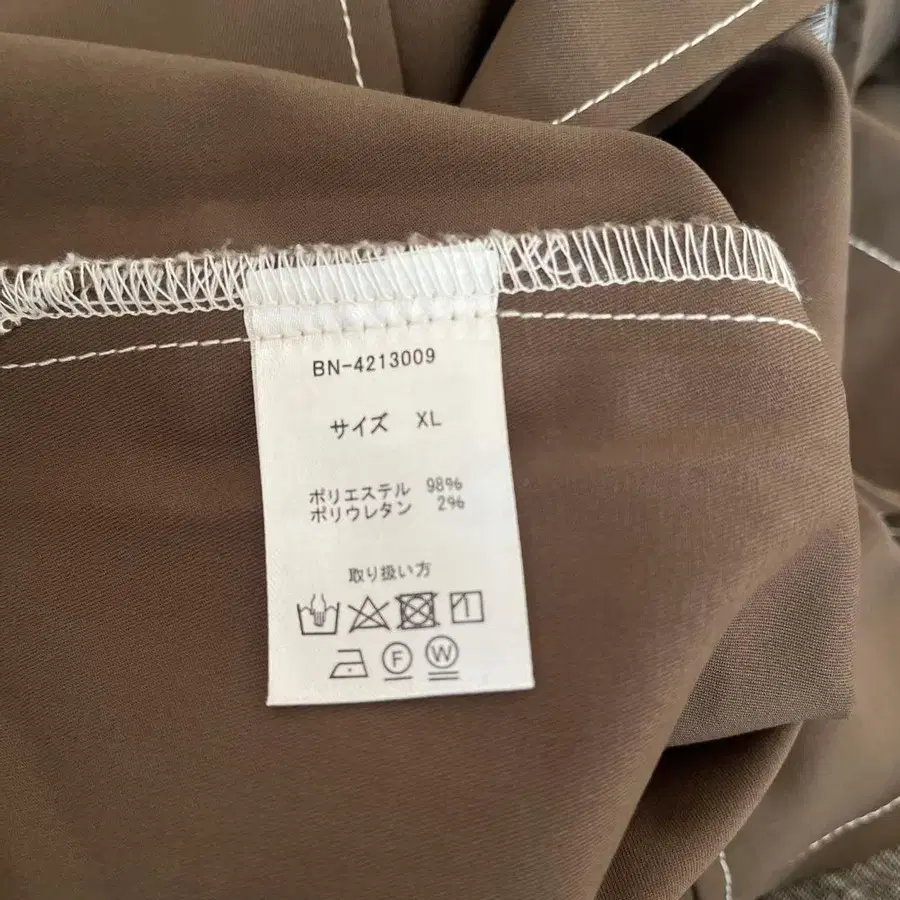 BN-4213009
サイズ XL
ポリエステル 98%
ポリウレタン 2%
取り扱い方
F W